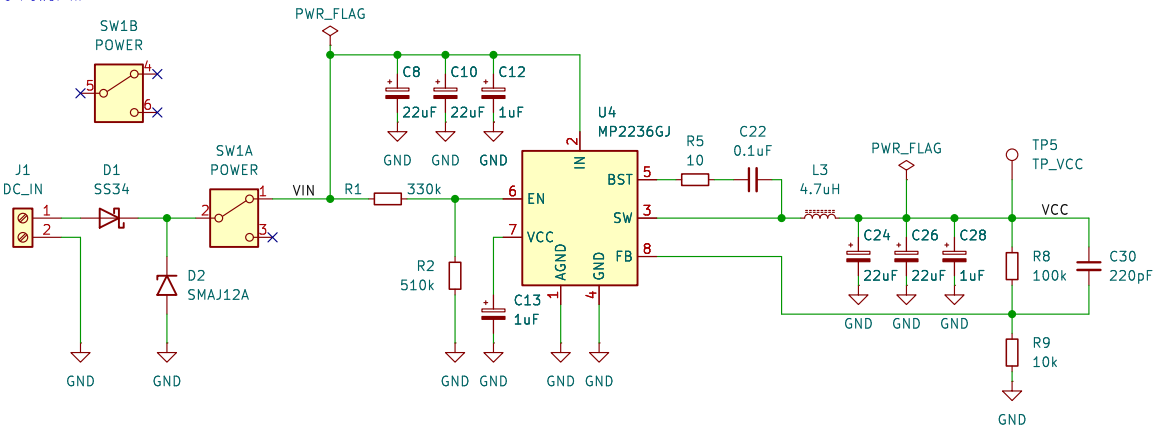 PWR_FLAG
SW1B
POWER
4
5
6
C8
22uF
C10
22uF
C12
1uF
GND
GND
GND
U4
MP2236GJ
2
IN
J1
DC_IN
1
2
D1
SS34
SW1A
POWER
2
1
3
VIN
R1
330k
6
EN
7
VCC
BST
5
SW
3
FB
8
AGND
1
GND
4
R5
10
C22
0.1uF
L3
4.7uH
PWR_FLAG
TP5
TP_VCC
VCC
C24
22uF
C26
22uF
C28
1uF
R8
100k
C30
220pF
D2
SMAJ12A
R2
510k
C13
1uF
GND
GND
GND
R9
10k
GND
GND
GND
GND
GND
GND
GND